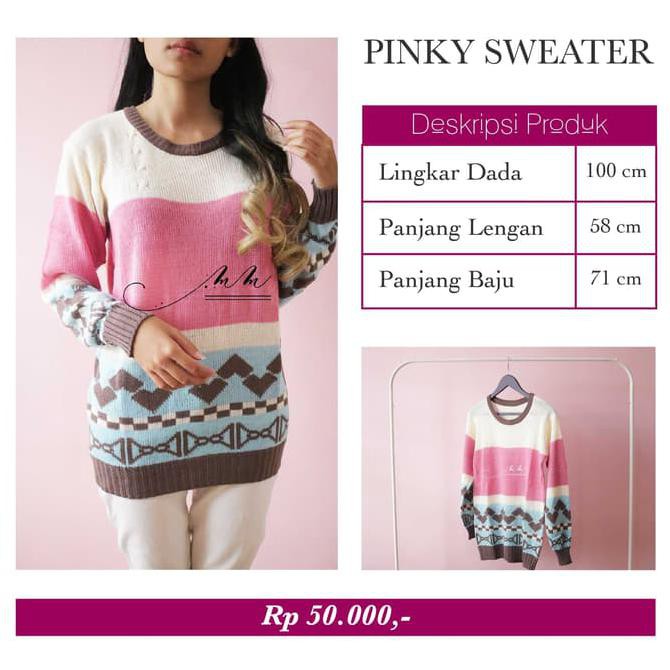 PINKY SWEATER
Deskripsi Produk
Lingkar Dada 100 cm
Panjang Lengan 58 cm
Panjang Baju 71 cm
Rp 50.000,-